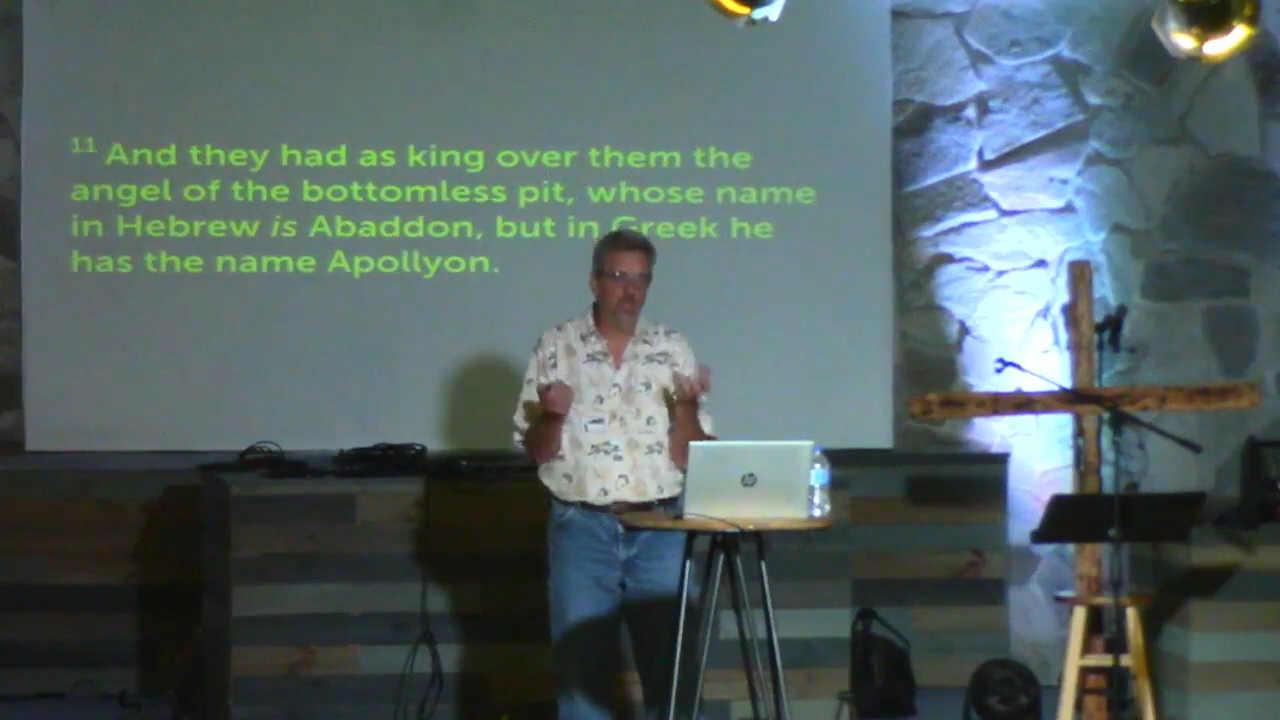 11 And they had as king over them the
angel of the bottomless pit, whose name
in Hebrew is Abaddon, but in Greek he
has the name Apollyon.
hp